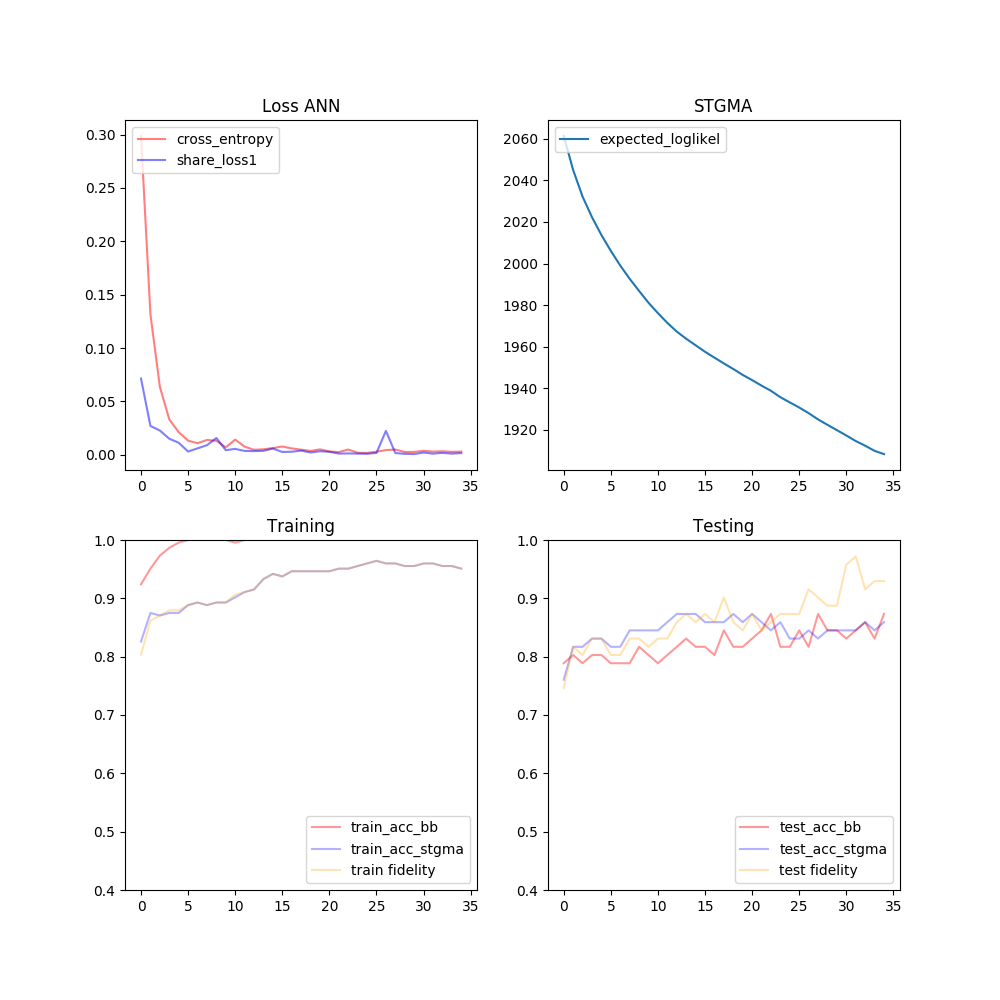 Loss ANN
0.30
0.25
0.20
0.15
0.10
0.05
0.00
cross_entropy
share_loss1
0 5 10 15 20 25 30 35
STGMA
2060
2040
2020
2000
1980
1960
1940
1920
expected_loglikel
0 5 10 15 20 25 30 35
Training
1.0
0.9
0.8
0.7
0.6
0.5
0.4
train_acc_bb
train_acc_stgma
train fidelity
0 5 10 15 20 25 30 35
Testing
1.0
0.9
0.8
0.7
0.6
0.5
0.4
test_acc_bb
test_acc_stgma
test fidelity
0 5 10 15 20 25 30 35